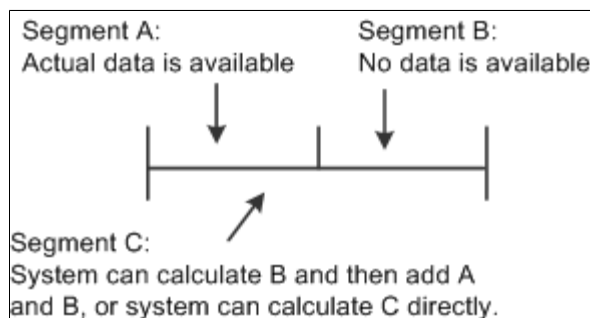 Segment A:
Actual data is available
Segment B:
No data is available
Segment C:
System can calculate B and then add A
and B, or system can calculate C directly.